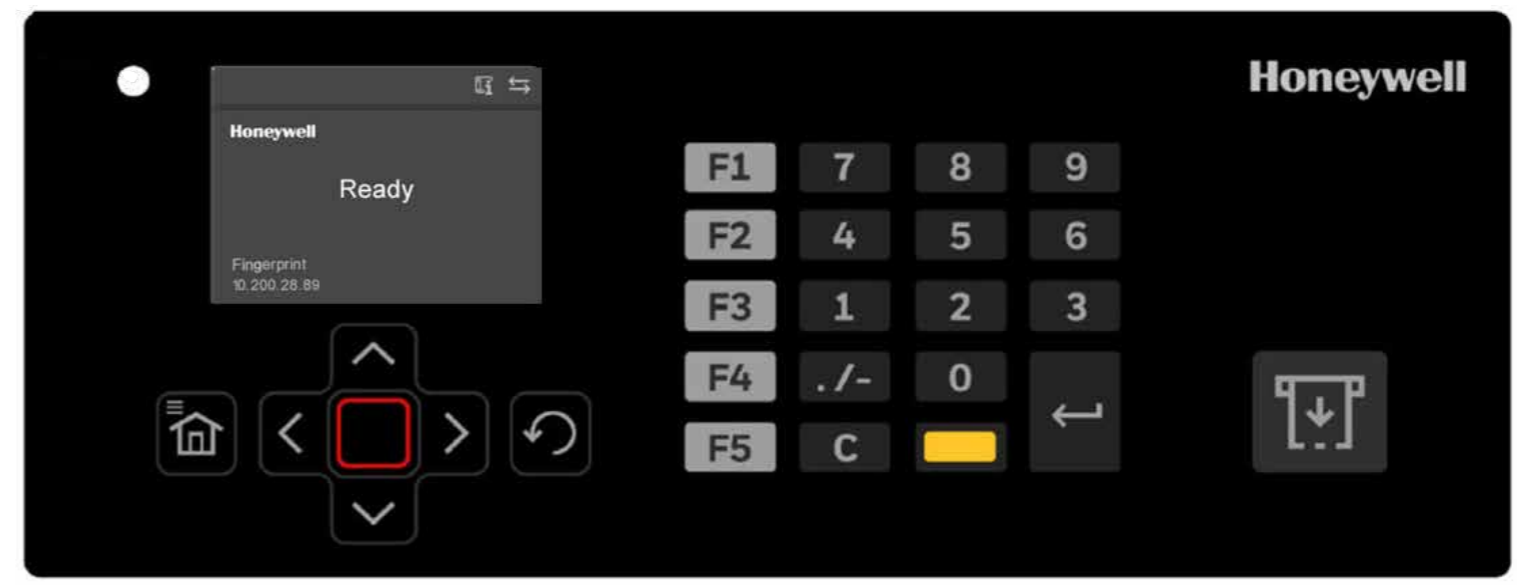 Honeywell
Honeywell
Ready
Fingerprint
10.200.28.89
F1 7 8 9
F2 4 5 6
F3 1 2 3
F4 ./- 0
F5 C